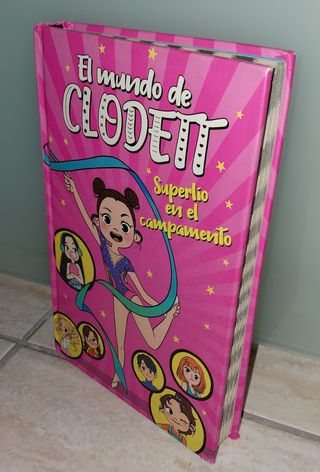 El mundo de
CLODETT
Superlío
en el
campamento